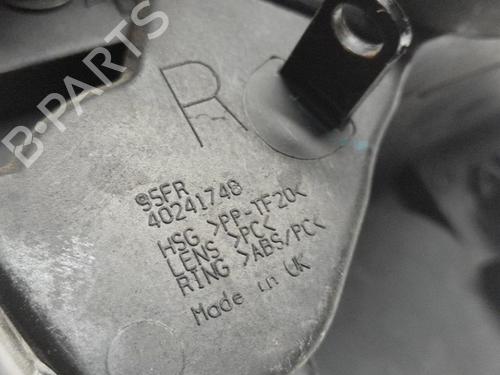 R
95FR
40241748
HSG >PP-TF20<
LENS >PC<
RING >ABS/PC<
Made in UK
B-PARTS